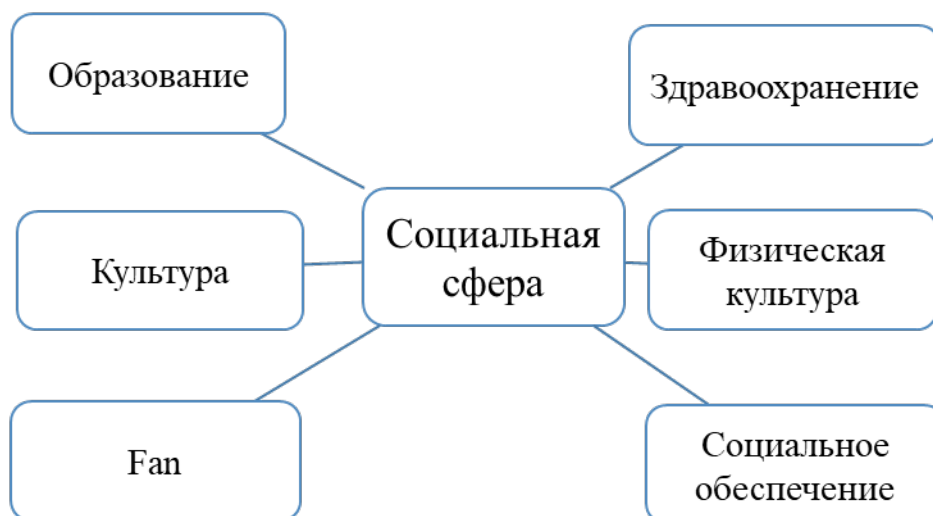 Образование
Здравоохранение
Социальная
сфера
Культура
Физическая
культура
Fan
Социальное
обеспечение